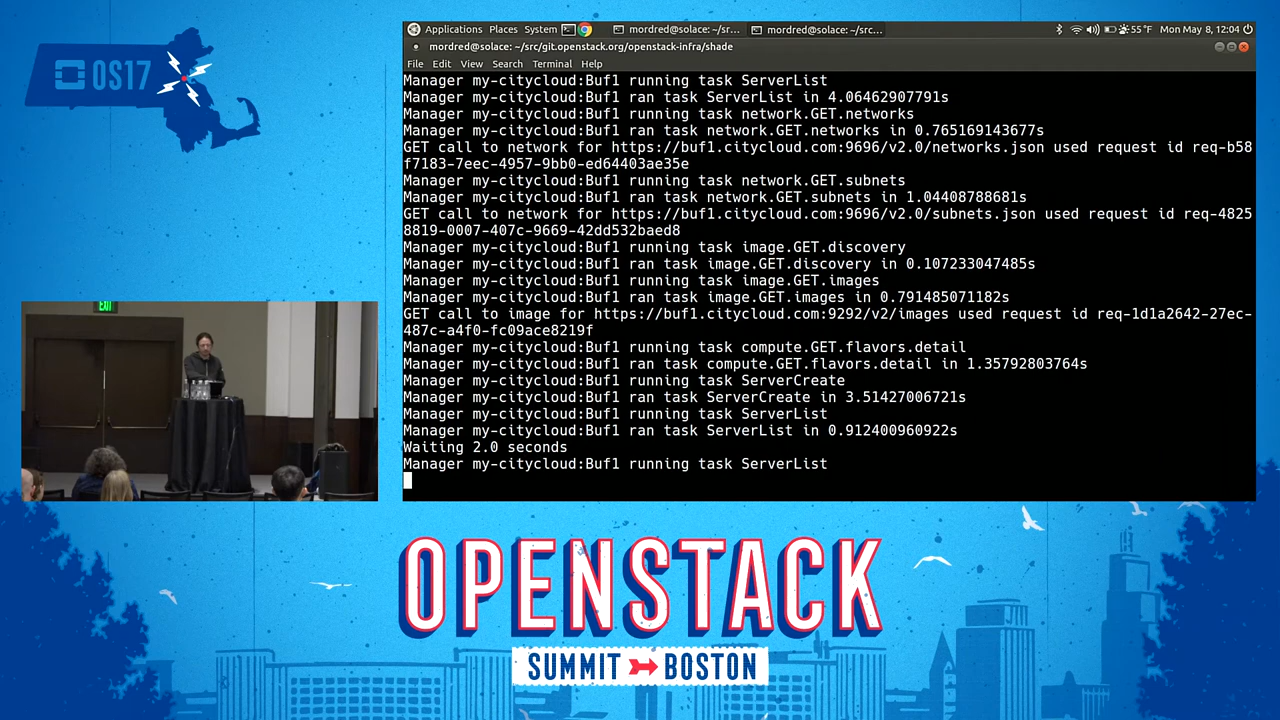 OS17
Applications Places System mordred@solace: ~/sr... mordred@solace: ~/src... 55 °F Mon May 8, 12:04
mordred@solace: ~/src/git.openstack.org/openstack-infra/shade
File Edit View Search Terminal Help
Manager my-citycloud:Buf1 running task ServerList
Manager my-citycloud:Buf1 ran task ServerList in 4.06462907791s
Manager my-citycloud:Buf1 running task network.GET.networks
Manager my-citycloud:Buf1 ran task network.GET.networks in 0.765169143677s
GET call to network for https://buf1.citycloud.com:9696/v2.0/networks.json used request id req-b58
f7183-7eec-4957-9bb0-ed64403ae35e
Manager my-citycloud:Buf1 running task network.GET.subnets
Manager my-citycloud:Buf1 ran task network.GET.subnets in 1.04408788681s
GET call to network for https://buf1.citycloud.com:9696/v2.0/subnets.json used request id req-4825
8819-0007-407c-9669-42dd532baed8
Manager my-citycloud:Buf1 running task image.GET.discovery
Manager my-citycloud:Buf1 ran task image.GET.discovery in 0.107233047485s
Manager my-citycloud:Buf1 running task image.GET.images
Manager my-citycloud:Buf1 ran task image.GET.images in 0.791485071182s
GET call to image for https://buf1.citycloud.com:9292/v2/images used request id req-1d1a2642-27ec-
487c-a4f0-fc09ace8219f
Manager my-citycloud:Buf1 running task compute.GET.flavors.detail
Manager my-citycloud:Buf1 ran task compute.GET.flavors.detail in 1.35792803764s
Manager my-citycloud:Buf1 running task ServerCreate
Manager my-citycloud:Buf1 ran task ServerCreate in 3.51427006721s
Manager my-citycloud:Buf1 running task ServerList
Manager my-citycloud:Buf1 ran task ServerList in 0.912400960922s
Waiting 2.0 seconds
Manager my-citycloud:Buf1 running task ServerList
EXIT
OPENSTACK
SUMMIT BOSTON